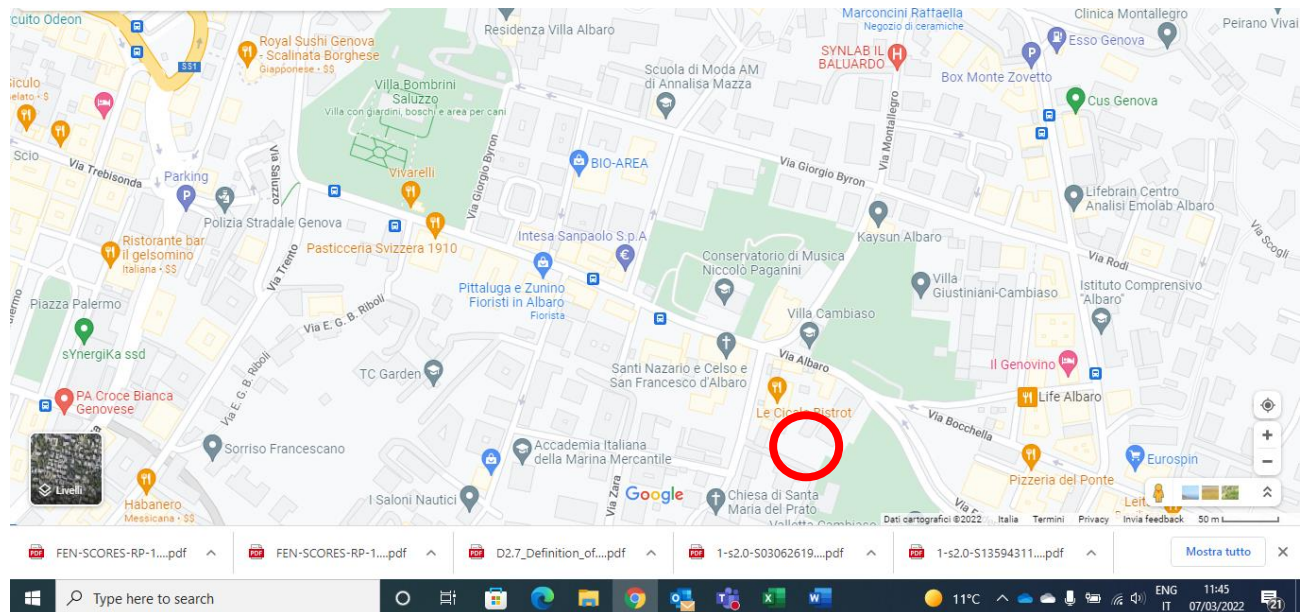 cuito Odeon
Royal Sushi Genova
- Scalinata Borghese
Giapponese • $$
SS1
Residenza Villa Albaro
Marconcini Raffaella
Negozio di ceramiche
Clinica Montallegro
Peirano Vivai
Esso Genova
SYNLAB IL
BALUARDO
Box Monte Zovetto
Siculo
Villa Bombrini
Saluzzo
Villa con giardini, boschi e area per cani
Scuola di Moda AM
di Annalisa Mazza
Cus Genova
Scio
Via Trebisonda
Parking
Via Saluzzo
Vivarelli
Via Giorgio Byron
BIO-AREA
Via Giorgio Byron
Via Montallegro
Lifebrain Centro
Analisi Emolab Albaro
Polizia Stradale Genova
Via Scogli
Ristorante bar
il gelsomino
Italiana • $$
Via Trento
Pasticceria Svizzera 1910
Intesa Sanpaolo S.p.A
Kaysun Albaro
Conservatorio di Musica
Niccolò Paganini
Via Rodi
Piazza Palermo
Via E. G. B. Riboli
Pittaluga e Zunino
Fioristi in Albaro
Fiorista
Villa
Giustiniani-Cambiaso
Istituto Comprensivo
"Albaro"
Villa Cambiaso
sYnergiKa ssd
Via E. G. B. Riboli
TC Garden
Santi Nazario e Celso e
San Francesco d'Albaro
Via Albaro
Il Genovino
PA Croce Bianca
Genovese
Le Cicale Bistrot
Life Albaro
Via Bocchella
Sorriso Francescano
Accademia Italiana
della Marina Mercantile
Eurospin
Livelli
Pizzeria del Ponte
Habanero
Messicana • $$
I Saloni Nautici
Via Zara
Google
Chiesa di Santa
Maria del Prato
Valletta Cambiaso
Dati cartografici ©2022 Italia Termini Privacy Invia feedback 50 m
PDF FEN-SCORES-RP-1....pdf
PDF FEN-SCORES-RP-1....pdf
PDF D2.7_Definition_of....pdf
PDF 1-s2.0-S03062619....pdf
PDF 1-s2.0-S13594311....pdf
Mostra tutto
Type here to search
11°C
ENG
IT
11:45
07/03/2022
21